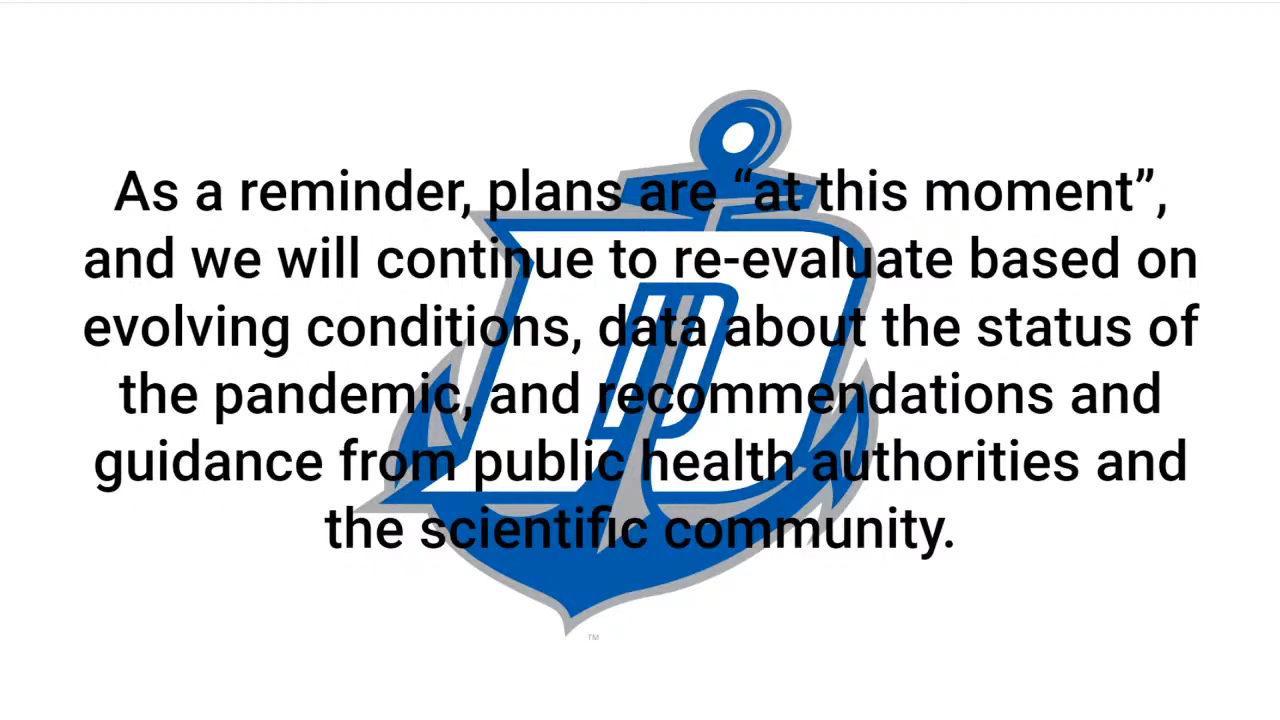 As a reminder, plans are “at this moment”,
and we will continue to re-evaluate based on
evolving conditions, data about the status of
the pandemic, and recommendations and
guidance from public health authorities and
the scientific community.
TM